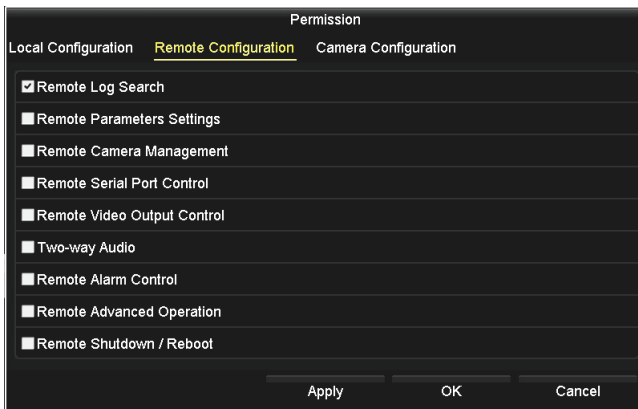 Permission
Local Configuration Remote Configuration Camera Configuration
Remote Log Search
Remote Parameters Settings
Remote Camera Management
Remote Serial Port Control
Remote Video Output Control
Two-way Audio
Remote Alarm Control
Remote Advanced Operation
Remote Shutdown / Reboot
Apply OK Cancel